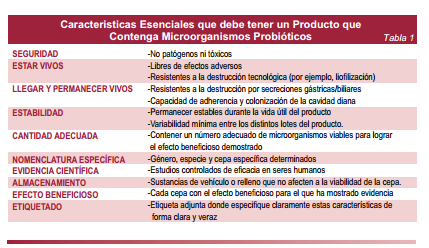 Caracteristicas Esenciales que debe tener un Producto que
Contenga Microorganismos Probióticos
Tabla 1
SEGURIDAD -No patógenos ni tóxicos
ESTAR VIVOS -Libres de efectos adversos
-Resistentes a la destrucción tecnológica (por ejemplo, liofilización)
LLEGAR Y PERMANECER VIVOS -Resistentes a la destrucción por secreciones gástricas/biliares
-Capacidad de adherencia y colonización de la cavidad diana
ESTABILIDAD -Permanecer estables durante la vida útil del producto
-Variabilidad mínima entre los distintos lotes del producto.
CANTIDAD ADECUADA -Contener un número adecuado de microorganismos viables para lograr
el efecto beneficioso demostrado
NOMENCLATURA ESPECÍFICA -Género, especie y cepa específica determinados
EVIDENCIA CIENTÍFICA -Estudios controlados de eficacia en seres humanos
ALMACENAMIENTO -Sustancias de vehículo o relleno que no afecten a la viabilidad de la cepa.
EFECTO BENEFICIOSO -Cada cepa con el efecto beneficioso para el que ha mostrado evidencia
ETIQUETADO -Etiqueta adjunta donde especifique claramente estas características de
forma clara y veraz